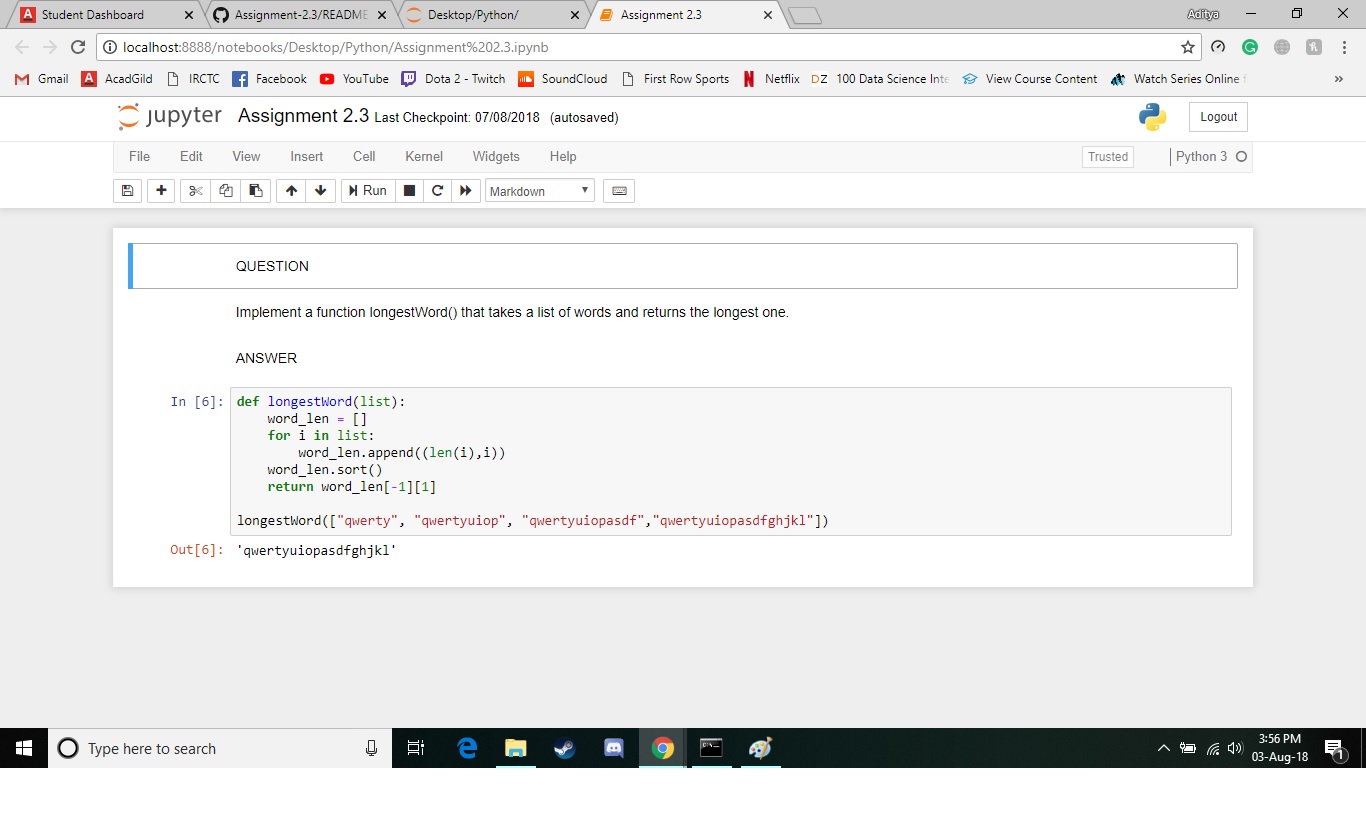 Student Dashboard
Assignment-2.3/README
Desktop/Python/
Assignment 2.3
Aditya
localhost:8888/notebooks/Desktop/Python/Assignment%202.3.ipynb
Gmail AcadGild IRCTC Facebook YouTube Dota 2 - Twitch SoundCloud First Row Sports Netflix DZ 100 Data Science Inte View Course Content Watch Series Online f »
jupyter Assignment 2.3 Last Checkpoint: 07/08/2018 (autosaved) Logout
File Edit View Insert Cell Kernel Widgets Help Trusted Python 3
Run Markdown
QUESTION
Implement a function longestWord() that takes a list of words and returns the longest one.
ANSWER
In [6]: def longestWord(list):
word_len = []
for i in list:
word_len.append((len(i),i))
word_len.sort()
return word_len[-1][1]
longestWord(["qwerty", "qwertyuiop", "qwertyuiopasdf","qwertyuiopasdfghjkl"])
Out[6]: 'qwertyuiopasdfghjkl'
Type here to search
3:56 PM
03-Aug-18
1